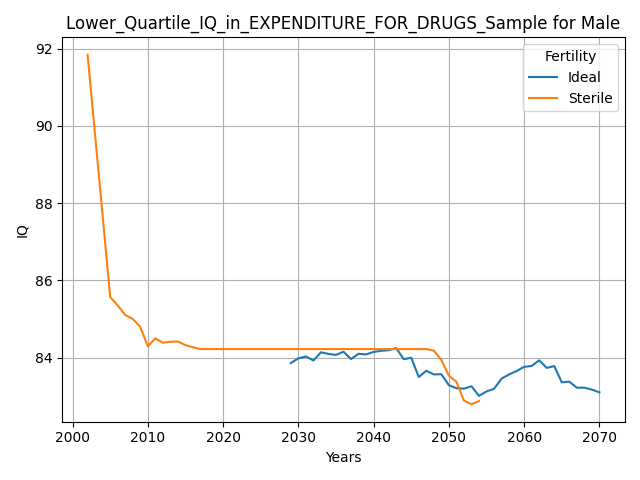 Lower_Quartile_IQ_in_EXPENDITURE_FOR_DRUGS_Sample for Male
Fertility
Ideal
Sterile
92
90
88
86
84
IQ
2000 2010 2020 2030 2040 2050 2060 2070
Years